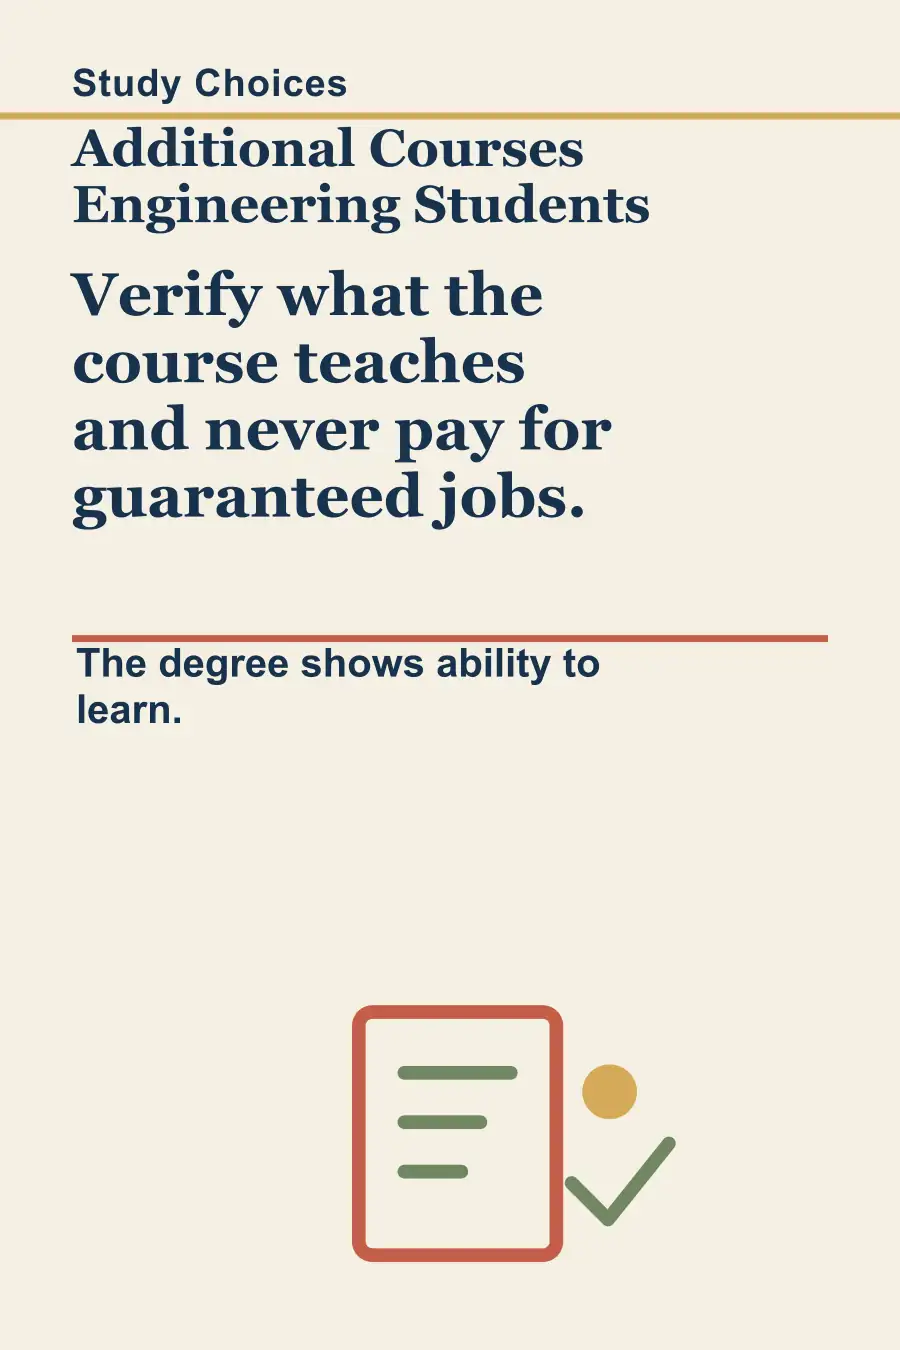 Study Choices
Additional Courses
Engineering Students
Verify what the
course teaches
and never pay for
guaranteed jobs.
The degree shows ability to
learn.